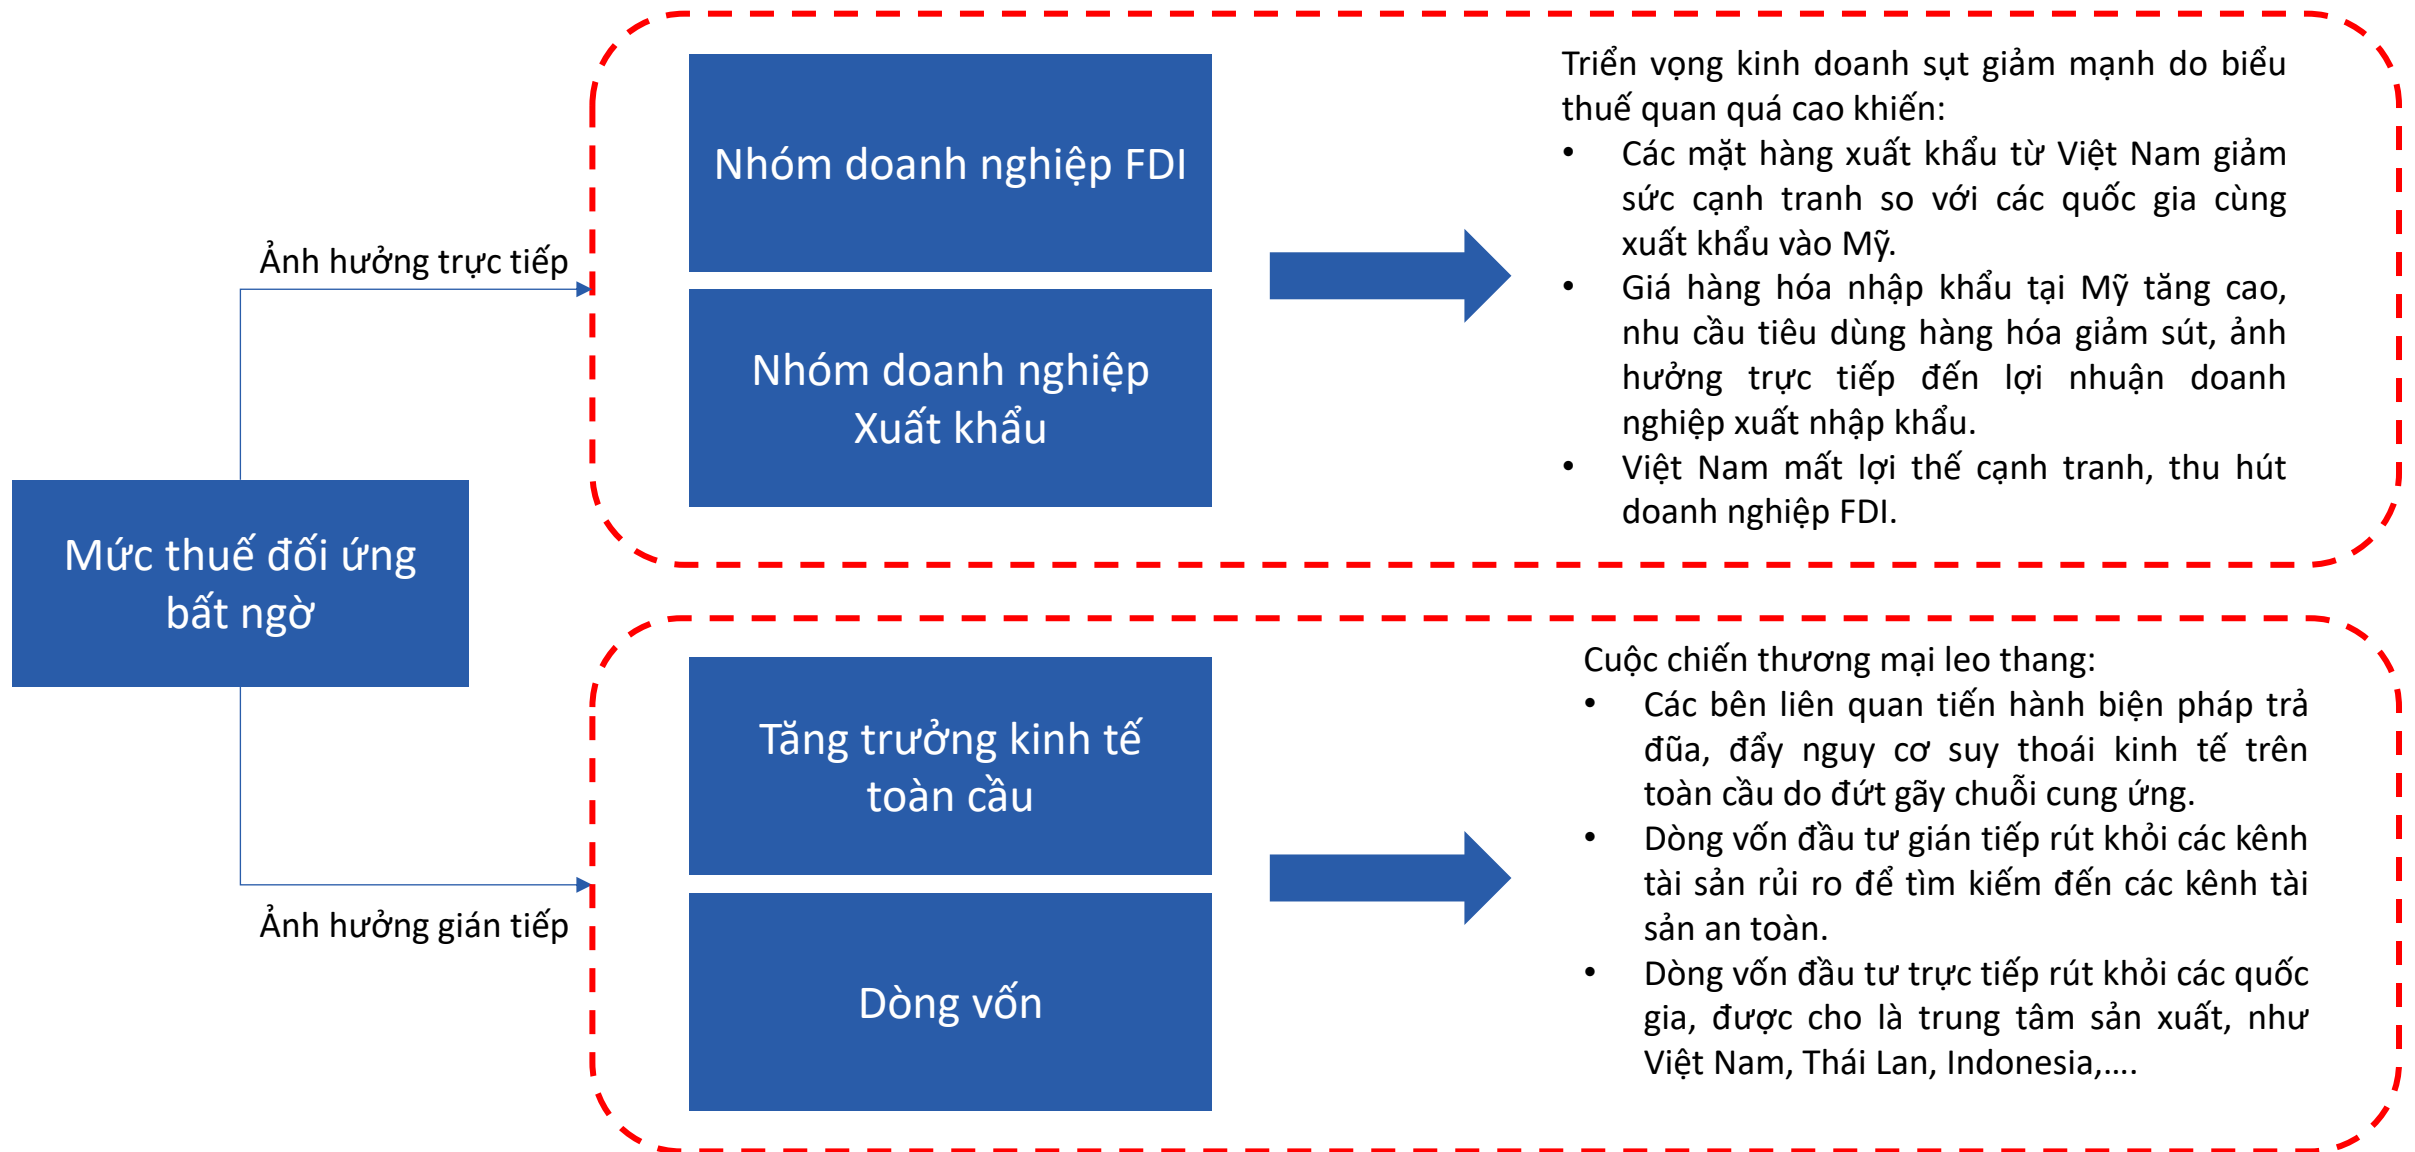 Mức thuế đối ứng
bất ngờ
Ảnh hưởng trực tiếp
Nhóm doanh nghiệp FDI
Nhóm doanh nghiệp
Xuất khẩu
Triển vọng kinh doanh sụt giảm mạnh do biểu
thuế quan quá cao khiến:
• Các mặt hàng xuất khẩu từ Việt Nam giảm
sức cạnh tranh so với các quốc gia cùng
xuất khẩu vào Mỹ.
• Giá hàng hóa nhập khẩu tại Mỹ tăng cao,
nhu cầu tiêu dùng hàng hóa giảm sút, ảnh
hưởng trực tiếp đến lợi nhuận doanh
nghiệp xuất nhập khẩu.
• Việt Nam mất lợi thế cạnh tranh, thu hút
doanh nghiệp FDI.
Ảnh hưởng gián tiếp
Tăng trưởng kinh tế
toàn cầu
Dòng vốn
Cuộc chiến thương mại leo thang:
• Các bên liên quan tiến hành biện pháp trả
đũa, đẩy nguy cơ suy thoái kinh tế trên
toàn cầu do đứt gãy chuỗi cung ứng.
• Dòng vốn đầu tư gián tiếp rút khỏi các kênh
tài sản rủi ro để tìm kiếm đến các kênh tài
sản an toàn.
• Dòng vốn đầu tư trực tiếp rút khỏi các quốc
gia, được cho là trung tâm sản xuất, như
Việt Nam, Thái Lan, Indonesia,....